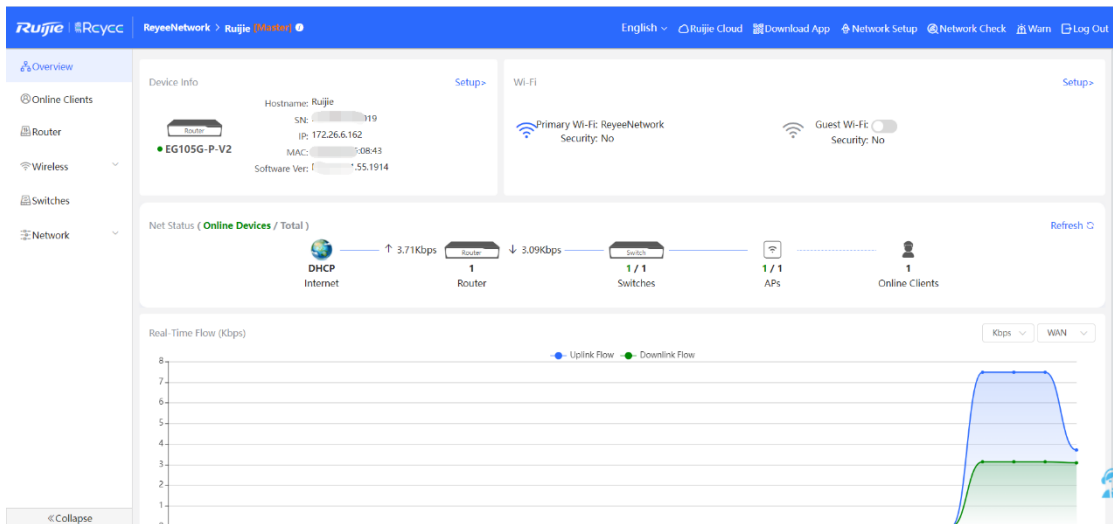 Ruijie | Rcycc ReyeeNetwork > Ruijie (Master) English Ruijie Cloud Download App Network Setup Network Check Warn Log Out
Overview
Online Clients
Router
Wireless
Switches
Network
«Collapse
Device Info Setup>
Router
EG105G-P-V2
Hostname: Ruijie
SN: 919
IP: 172.26.6.162
MAC: :08:43
Software Ver: .55.1914
Wi-Fi Setup>
Primary Wi-Fi: ReyeeNetwork
Security: No
Guest Wi-Fi:
Security: No
Net Status ( Online Devices / Total ) Refresh
↑ 3.71Kbps Router ↓ 3.09Kbps Switch
DHCP 1 1 / 1 1 / 1 1
Internet Router Switches APs Online Clients
Real-Time Flow (Kbps) Kbps WAN
Uplink Flow Downlink Flow
8
7
6
5
4
3
2
1